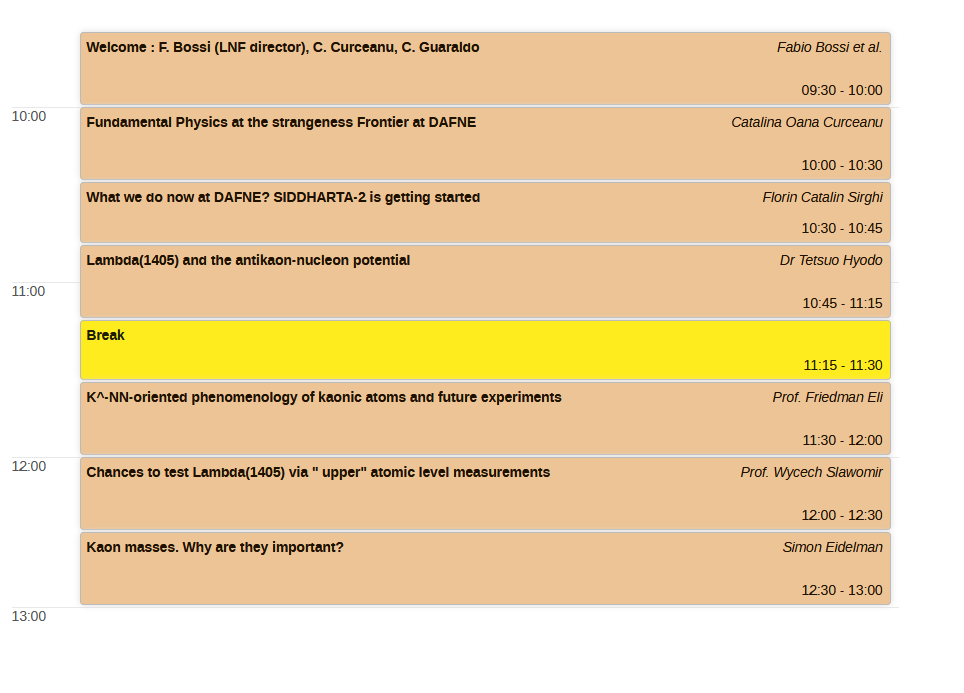 Welcome : F. Bossi (LNF director), C. Curceanu, C. Guaraldo Fabio Bossi et al.
09:30 - 10:00
10:00
Fundamental Physics at the strangeness Frontier at DAFNE Catalina Oana Curceanu
10:00 - 10:30
What we do now at DAFNE? SIDDHARTA-2 is getting started Florin Catalin Sirghi
10:30 - 10:45
Lambda(1405) and the antikaon-nucleon potential Dr Tetsuo Hyodo
11:00
10:45 - 11:15
Break
11:15 - 11:30
K^-NN-oriented phenomenology of kaonic atoms and future experiments Prof. Friedman Eli
11:30 - 12:00
12:00
Chances to test Lambda(1405) via " upper" atomic level measurements Prof. Wycech Slawomir
12:00 - 12:30
Kaon masses. Why are they important? Simon Eidelman
12:30 - 13:00
13:00